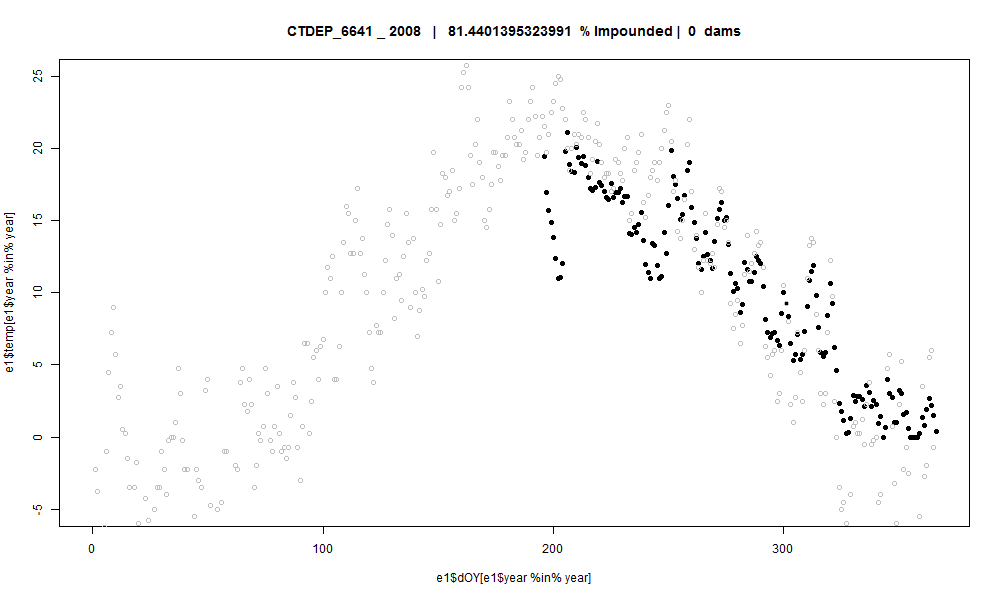 CTDEP_6641 _ 2008 | 81.4401395323991 % Impounded | 0 dams
25
20
15
10
5
0
-5
e1$temp[e1$year %in% year]
0 100 200 300
e1$dOY[e1$year %in% year]